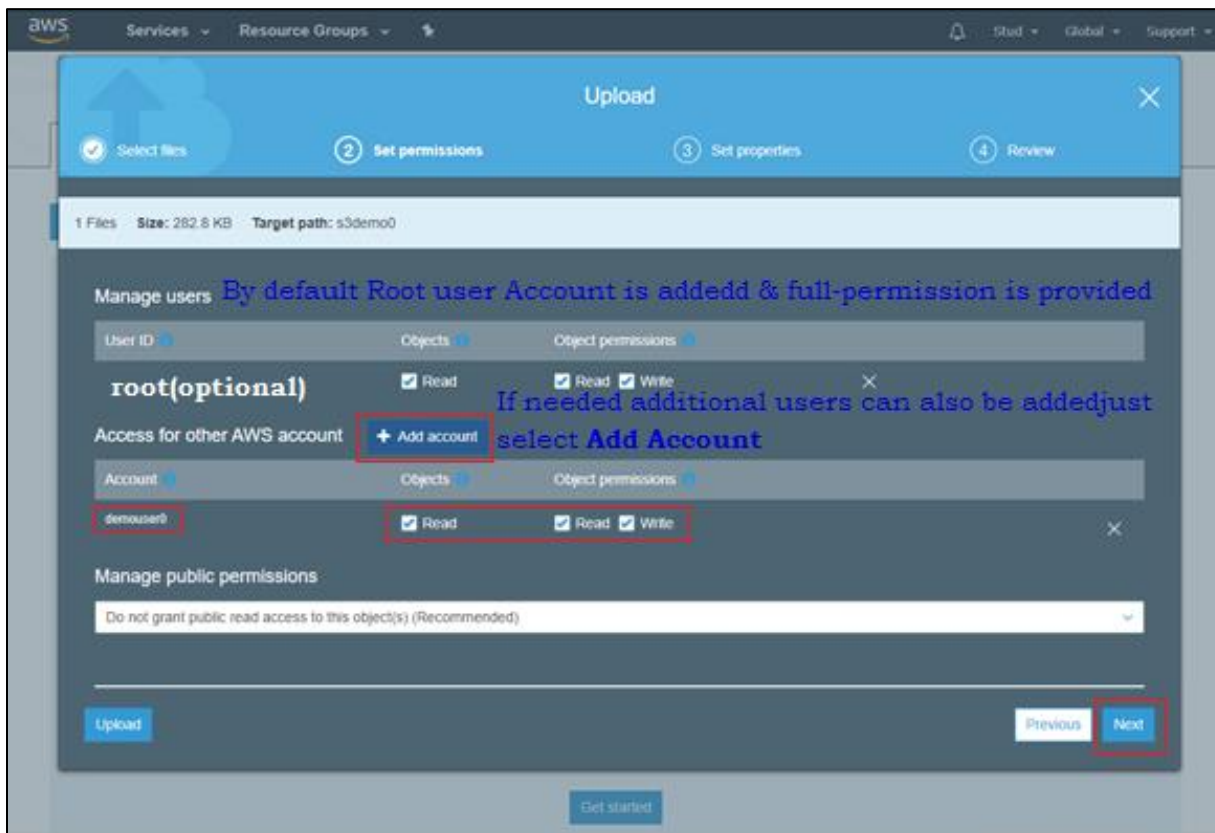 aws Services Resource Groups Stud Global Support
Upload
Select files 2 Set permissions 3 Set properties 4 Review
1 Files Size: 282.8 KB Target path: s3demo0
Manage users By default Root user Account is addedd & full-permission is provided
User ID Objects Object permissions
root(optional) Read Read Write
If needed additional users can also be addedjust
Access for other AWS account + Add account select Add Account
Account Objects Object permissions
demouser0 Read Read Write
Manage public permissions
Do not grant public read access to this object(s) (Recommended)
Upload Previous Next
Get started